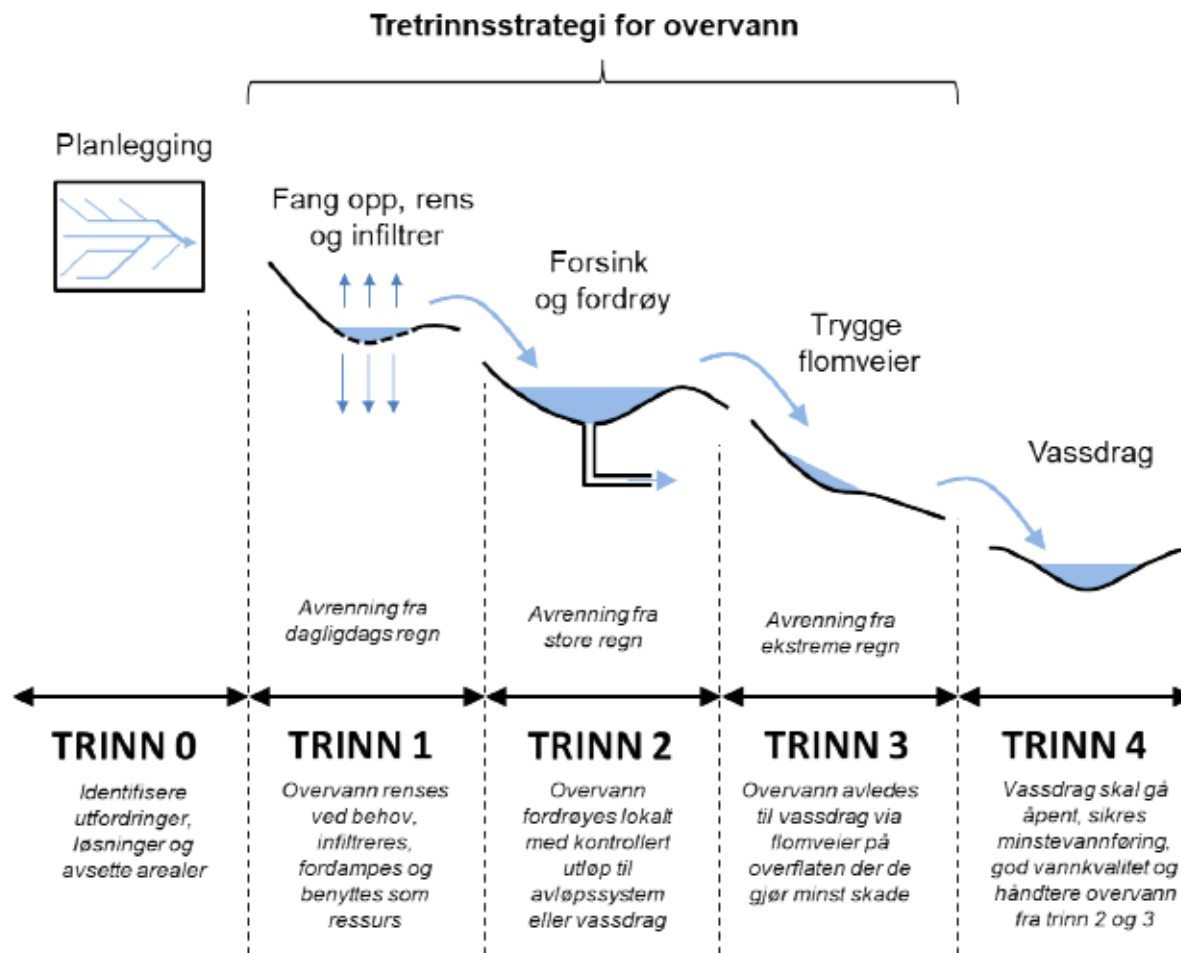 Tretrinnsstrategi for overvann
Planlegging
Fang opp, rens
og infiltrer
Forsink
og fordrøy
Trygge
flomveier
Vassdrag
Avrenning fra
dagligdags regn
Avrenning fra
store regn
Avrenning fra
ekstreme regn
TRINN 0
Identifisere
utfordringer,
løsninger og
avsette arealer
TRINN 1
Overvann renses
ved behov,
infiltreres,
fordampes og
benyttes som
ressurs
TRINN 2
Overvann
fordrøyes lokalt
med kontrollert
utløp til
avløpssystem
eller vassdrag
TRINN 3
Overvann avledes
til vassdrag via
flomveier på
overflaten der de
gjør minst skade
TRINN 4
Vassdrag skal gå
åpent, sikres
minstevannføring,
god vannkvalitet og
håndtere overvann
fra trinn 2 og 3